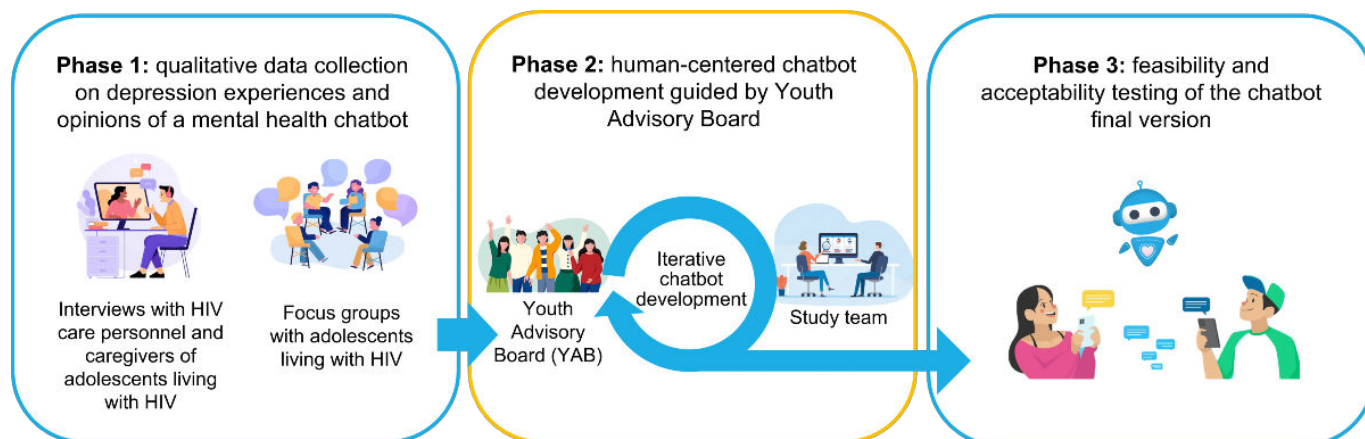 Phase 1: qualitative data collection
on depression experiences and
opinions of a mental health chatbot
Interviews with HIV
care personnel and
caregivers of
adolescents living
with HIV
Focus groups
with adolescents
living with HIV
Phase 2: human-centered chatbot
development guided by Youth
Advisory Board
Youth
Advisory
Board (YAB)
Iterative
chatbot
development
Study team
Phase 3: feasibility and
acceptability testing of the chatbot
final version